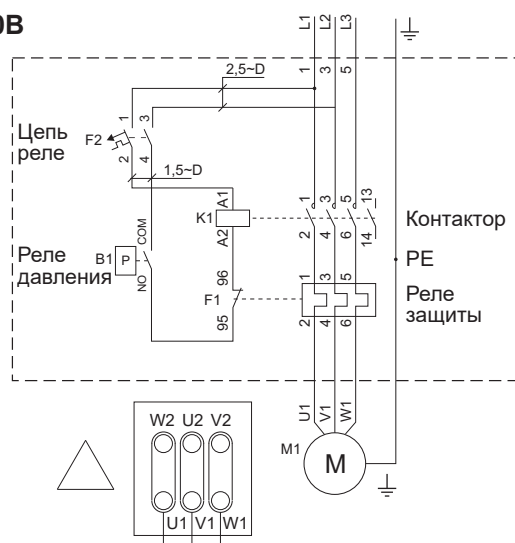 0В
L1 L2 L3
1 3 5
2,5~D
1 3
Цепь
реле
F2
2 4
1,5~D
A1
K1
A2
1 3 5 13
2 4 6 14
Контактор
PE
Реле
давления
B1 P
COM
NO
96
F1
95
1 3 5
2 4 6
Реле
защиты
U1 V1 W1
M1
M
W2 U2 V2
U1 V1 W1